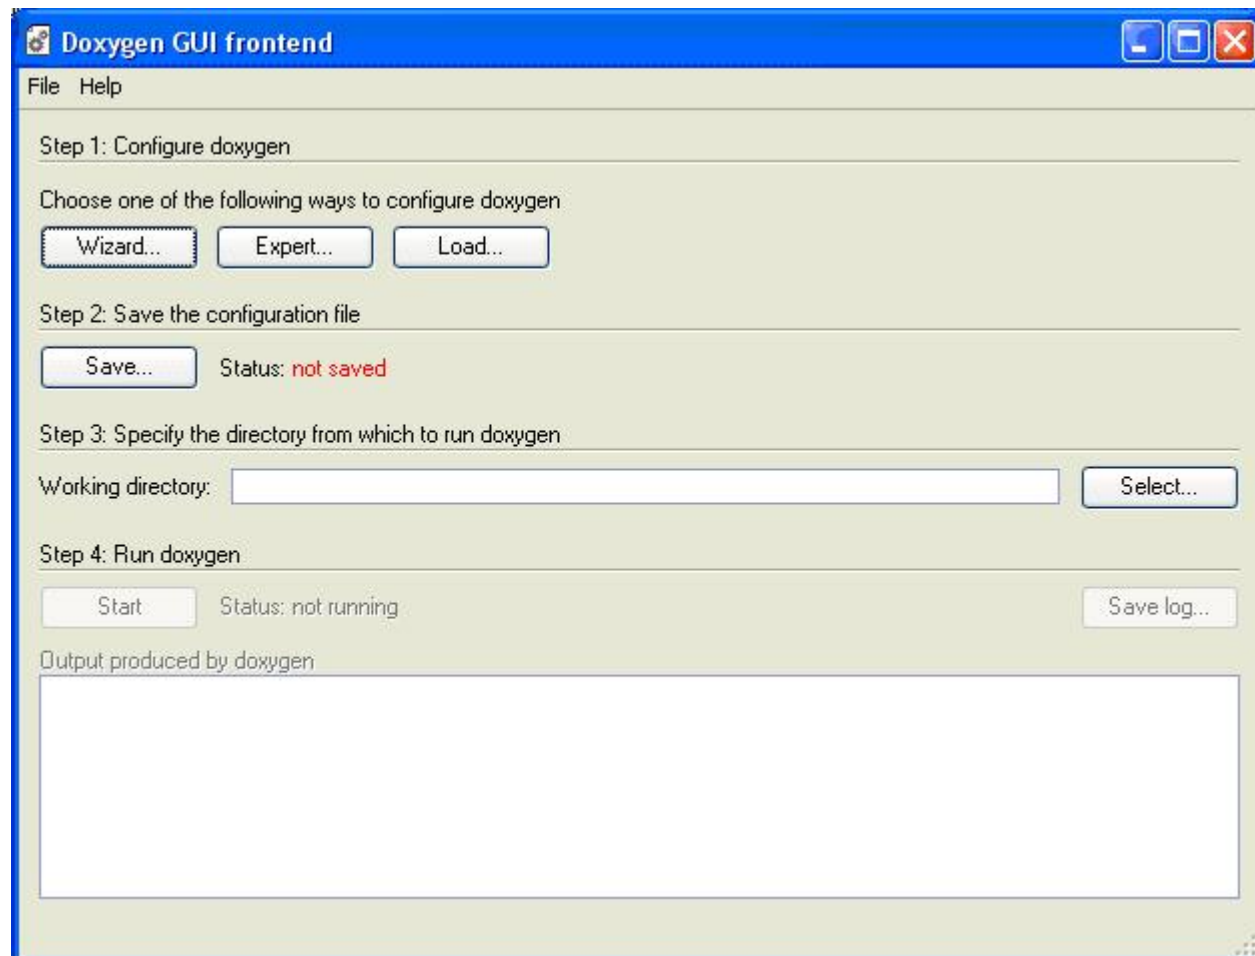 Doxygen GUI frontend
File Help
Step 1: Configure doxygen
Choose one of the following ways to configure doxygen
Wizard... Expert... Load...
Step 2: Save the configuration file
Save... Status: not saved
Step 3: Specify the directory from which to run doxygen
Working directory: Select...
Step 4: Run doxygen
Start Status: not running Save log...
Output produced by doxygen